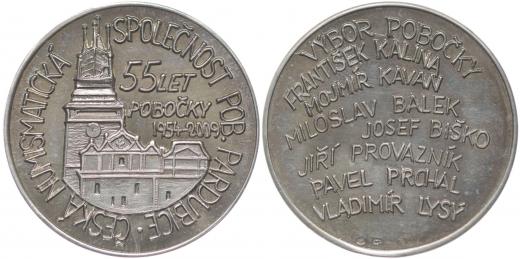 ČESKÁ NUMISMATICKÁ SPOLEČNOST POB. PARDUBICE ·
55 LET
POBOČKY
1954-2009
VÝBOR POBOČKY
FRANTIŠEK KALINA
MOJMÍR KAVAN
MILOSLAV BÁLEK
JOSEF BIŠKO
JIŘÍ PROVAZNÍK
PAVEL PRCHAL
VLADIMÍR LYSÝ